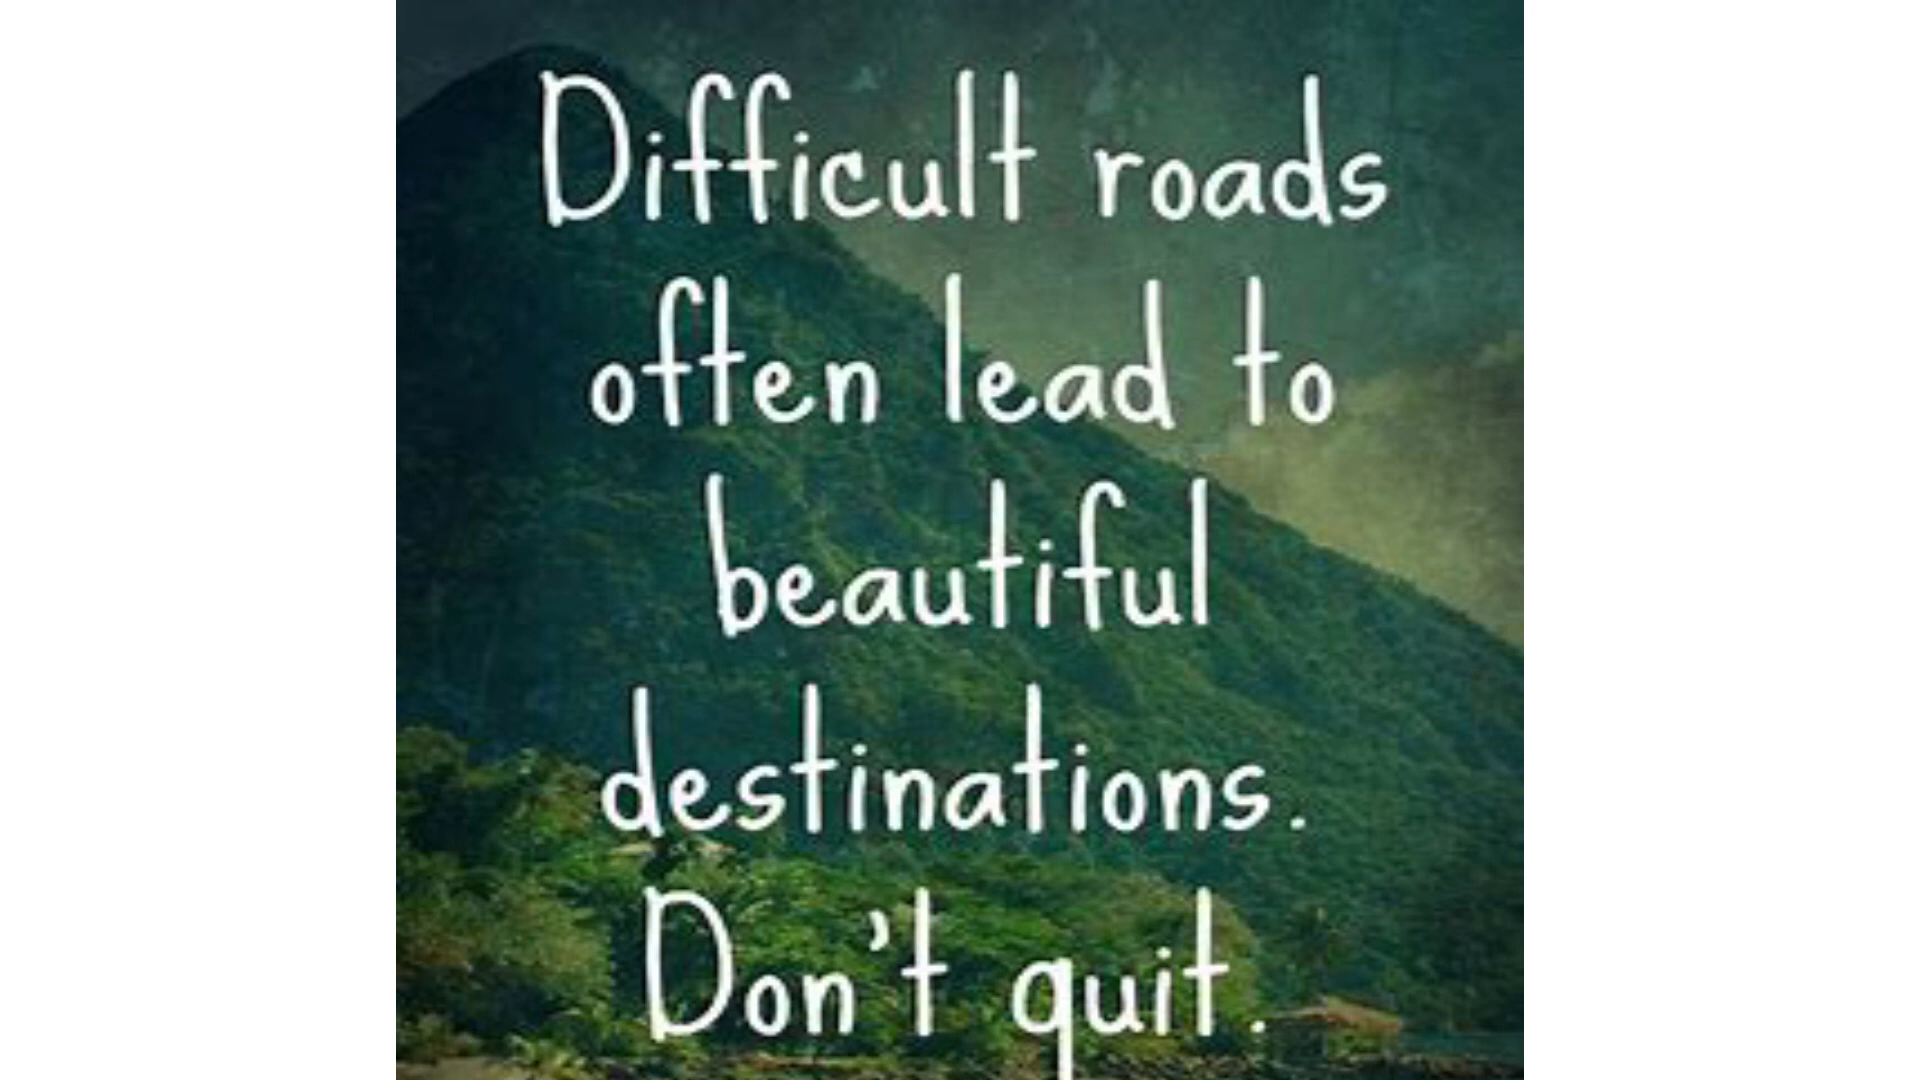 Difficult roads
often lead to
beautiful
destinations.
Don't quit.